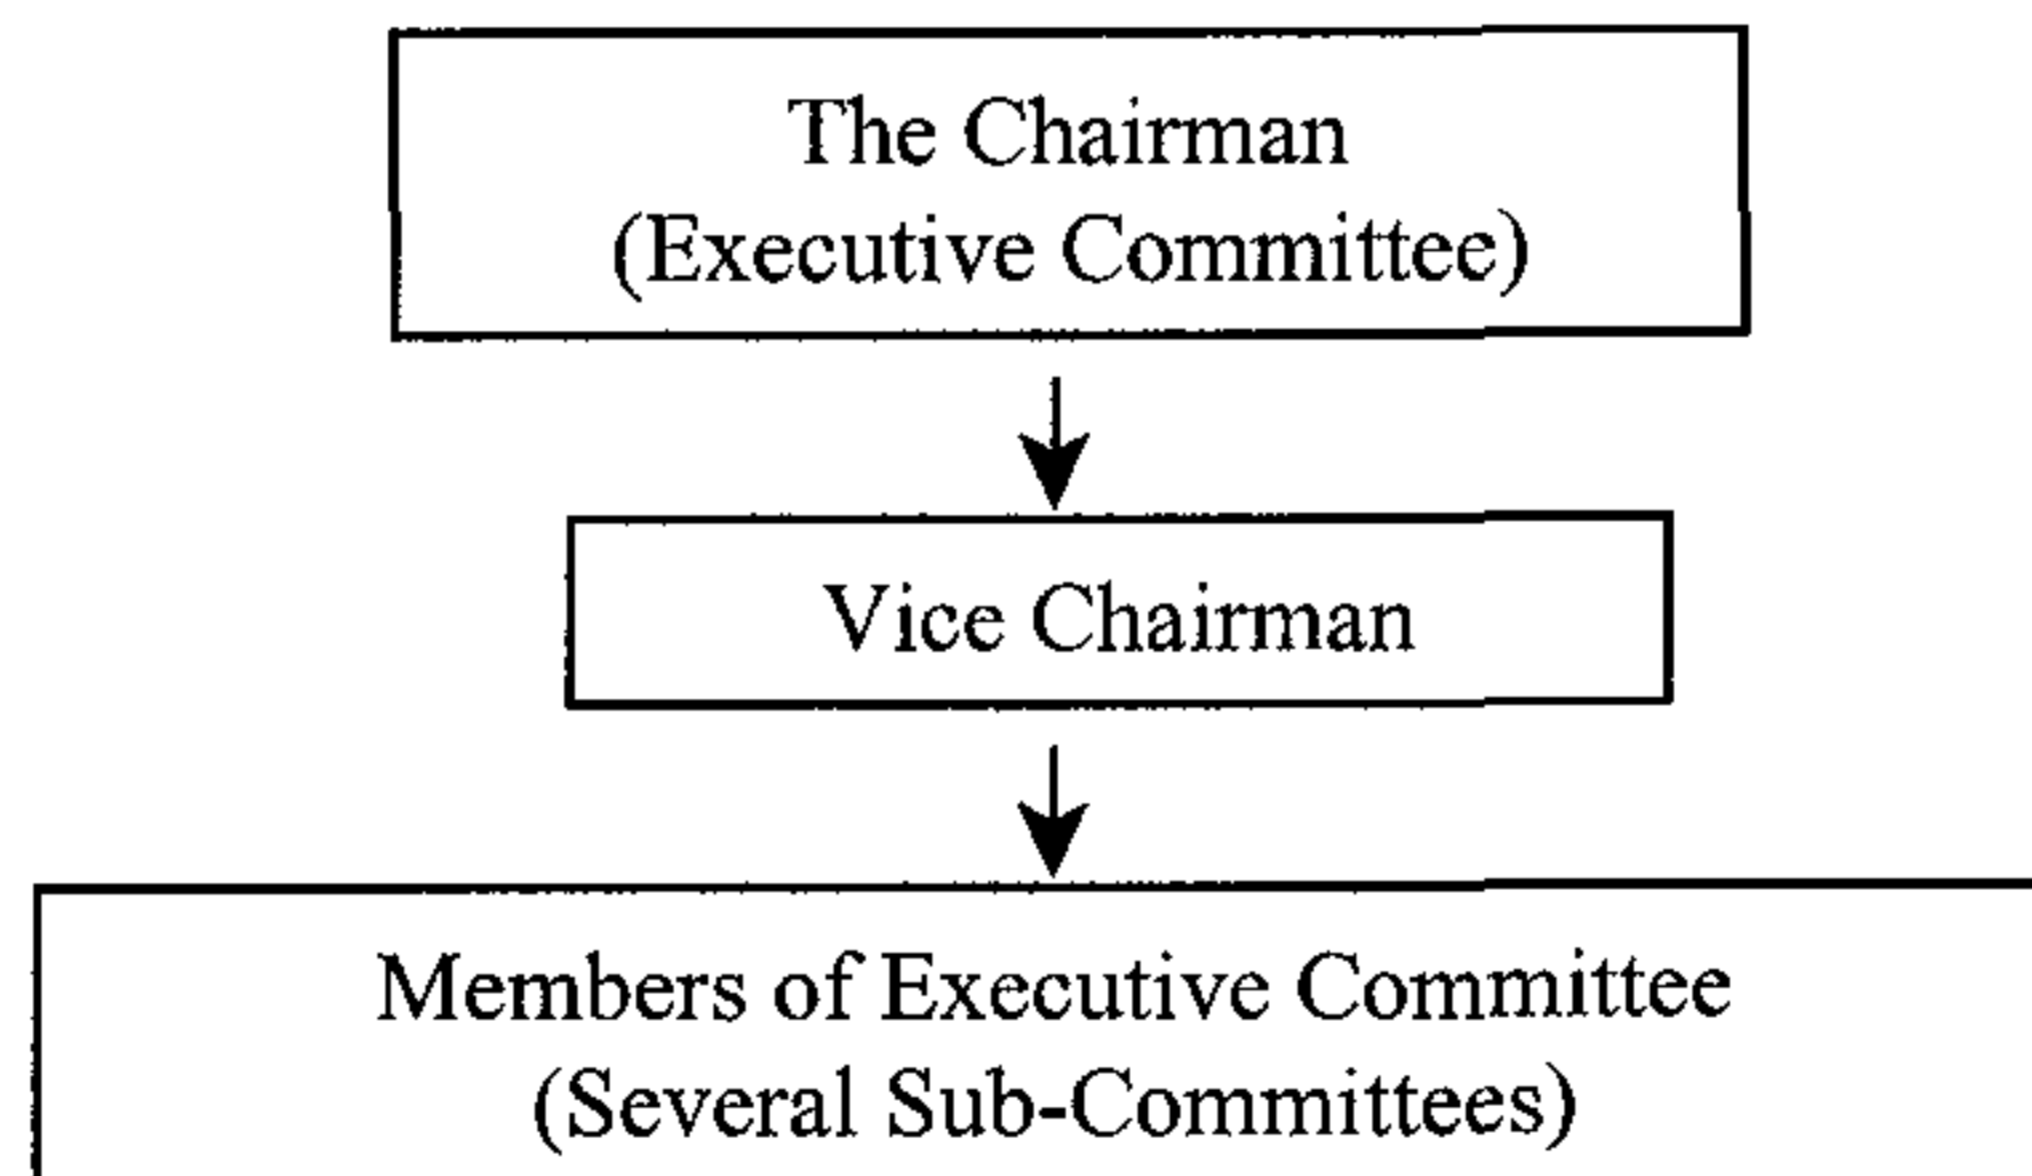 The Chairman
(Executive Committee)
Vice Chairman
Members of Executive Committee
(Several Sub-Committees)